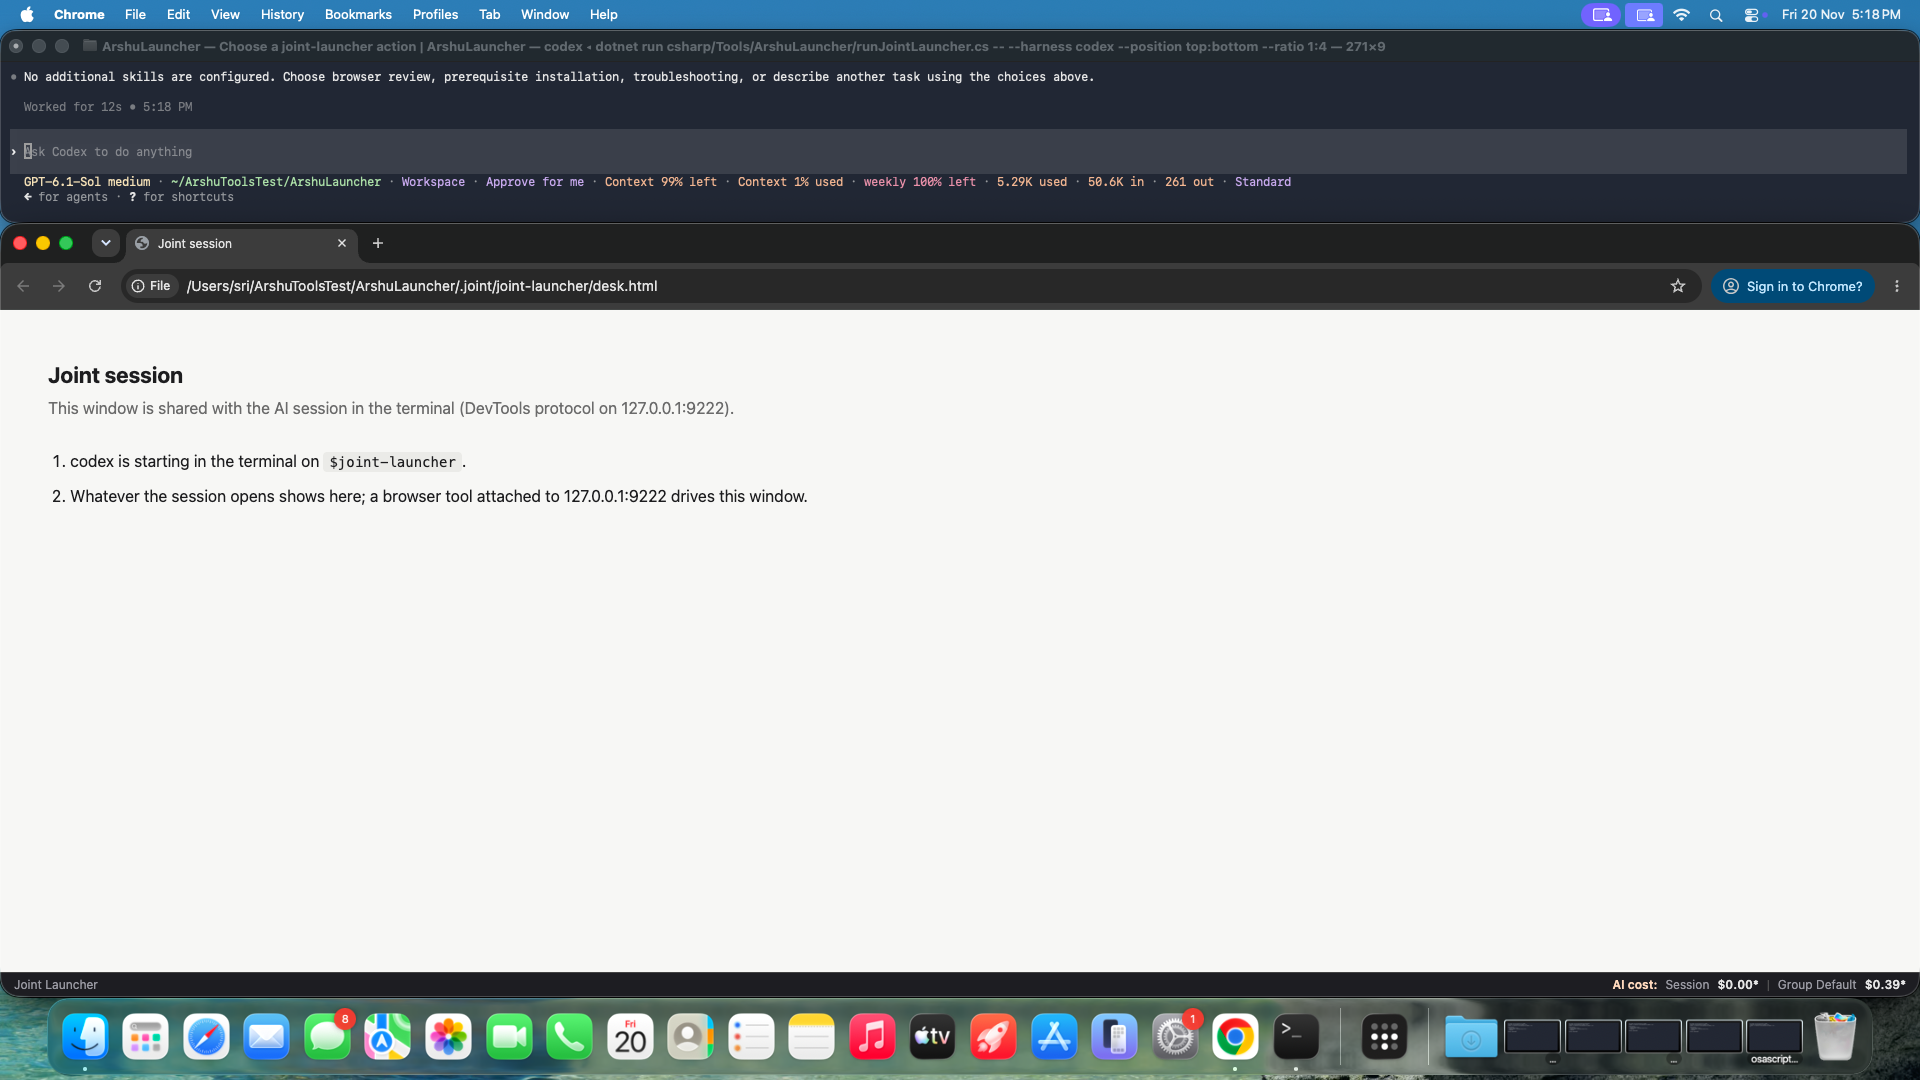 Chrome File Edit View History Bookmarks Profiles Tab Window Help Fri 20 Nov 5:18 PM
ArshuLauncher — Choose a joint-launcher action | ArshuLauncher — codex ◂ dotnet run csharp/Tools/ArshuLauncher/runJointLauncher.cs -- --harness codex --position top:bottom --ratio 1:4 — 271×9
• No additional skills are configured. Choose browser review, prerequisite installation, troubleshooting, or describe another task using the choices above.
Worked for 12s • 5:18 PM
› Ask Codex to do anything
GPT-6.1-Sol medium · ~/ArshuToolsTest/ArshuLauncher · Workspace · Approve for me · Context 99% left · Context 1% used · weekly 100% left · 5.29K used · 50.6K in · 261 out · Standard
← for agents · ? for shortcuts
Joint session
File /Users/sri/ArshuToolsTest/ArshuLauncher/.joint/joint-launcher/desk.html Sign in to Chrome?
Joint session
This window is shared with the AI session in the terminal (DevTools protocol on 127.0.0.1:9222).
1. codex is starting in the terminal on $joint-launcher .
2. Whatever the session opens shows here; a browser tool attached to 127.0.0.1:9222 drives this window.
Joint Launcher AI cost: Session $0.00* | Group Default $0.39*
8
Fri
20
tv
1
>_
... ... osascript...